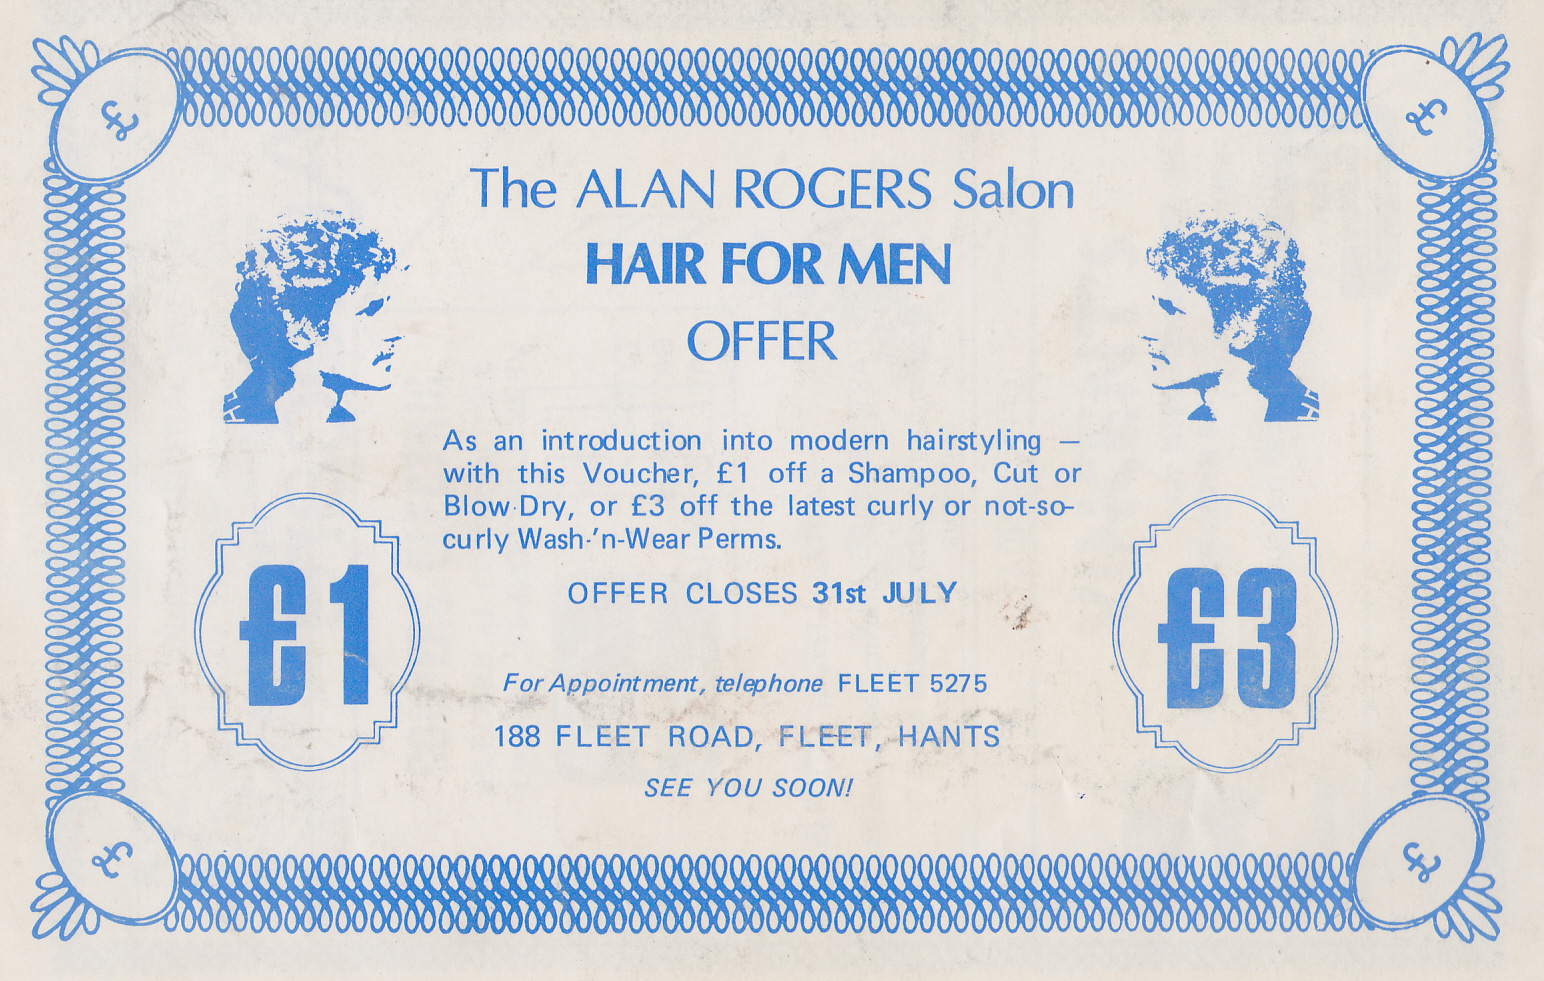 The ALAN ROGERS Salon
HAIR FOR MEN
OFFER
As an introduction into modern hairstyling –
with this Voucher, £1 off a Shampoo, Cut or
Blow-Dry, or £3 off the latest curly or not-so-
curly Wash-'n-Wear Perms.
OFFER CLOSES 31st JULY
For Appointment, telephone FLEET 5275
188 FLEET ROAD, FLEET, HANTS
SEE YOU SOON!
£1
£3
£
£
£
£